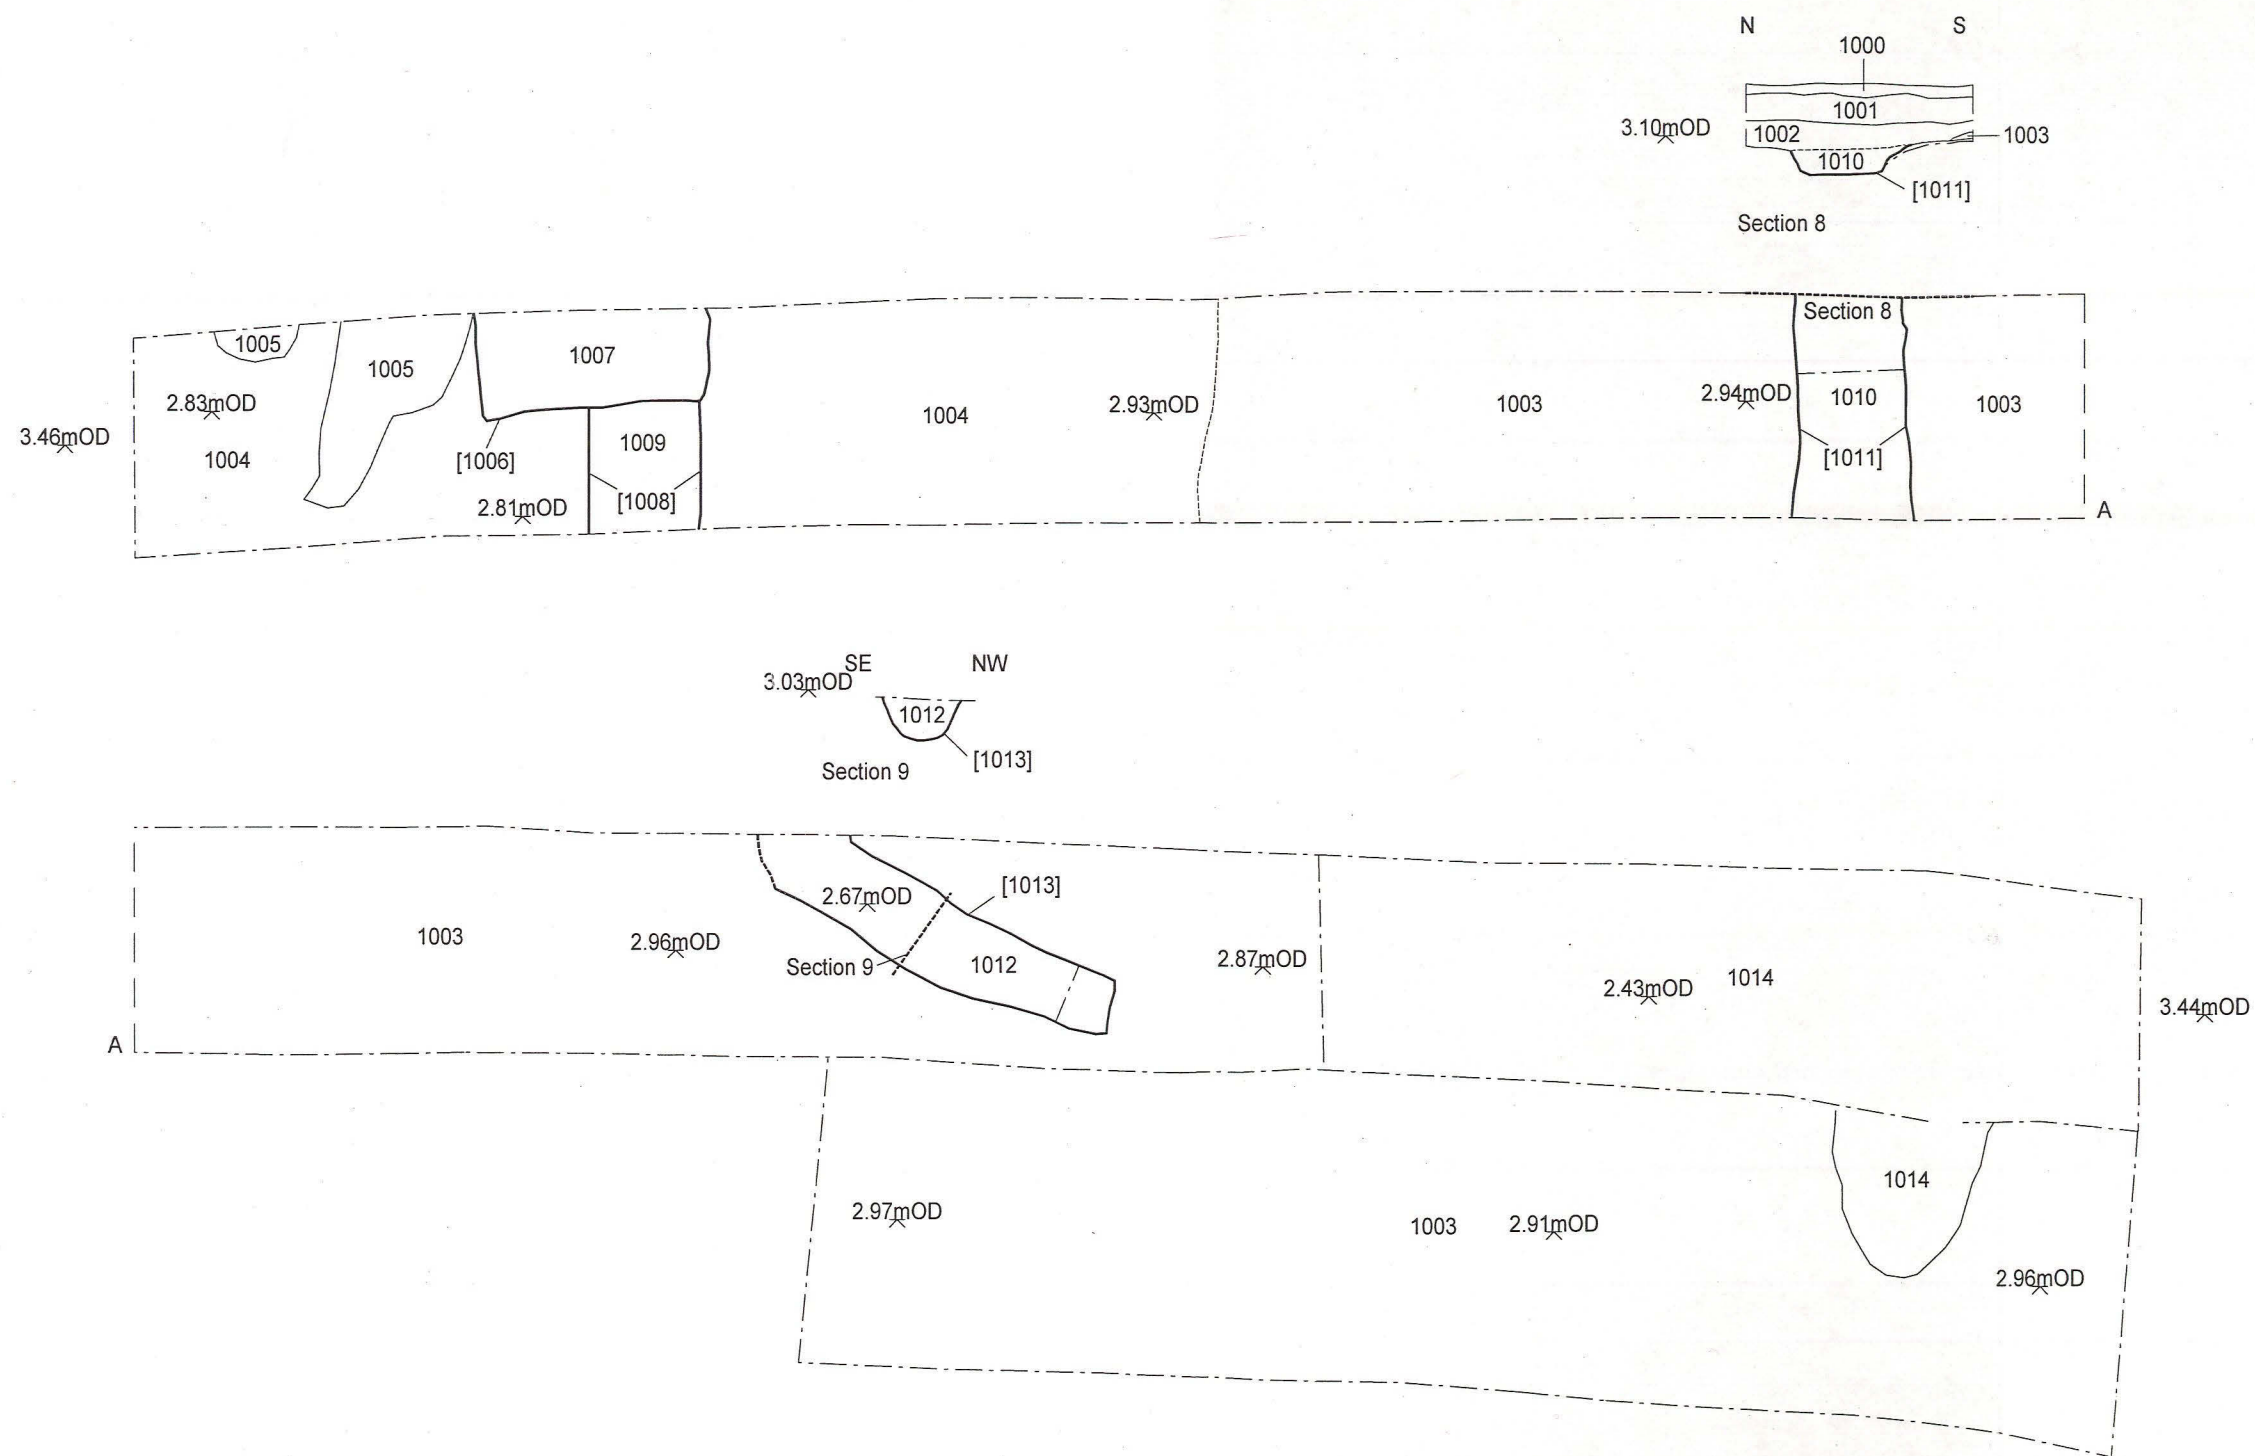 N S
1000
1001
3.10mOD
1002
1003
1010
[1011]
Section 8
Section 8
1005
1007
1005
2.83mOD
2.94mOD
1010
1004
2.93mOD
1003
1003
3.46mOD
1009
1004
[1006]
[1011]
[1008]
2.81mOD
A
SE NW
3.03mOD
1012
[1013]
Section 9
[1013]
2.67mOD
1003
2.96mOD
2.87mOD
Section 9
1012
1014
2.43mOD
3.44mOD
A
1014
2.97mOD
1003
2.91mOD
2.96mOD